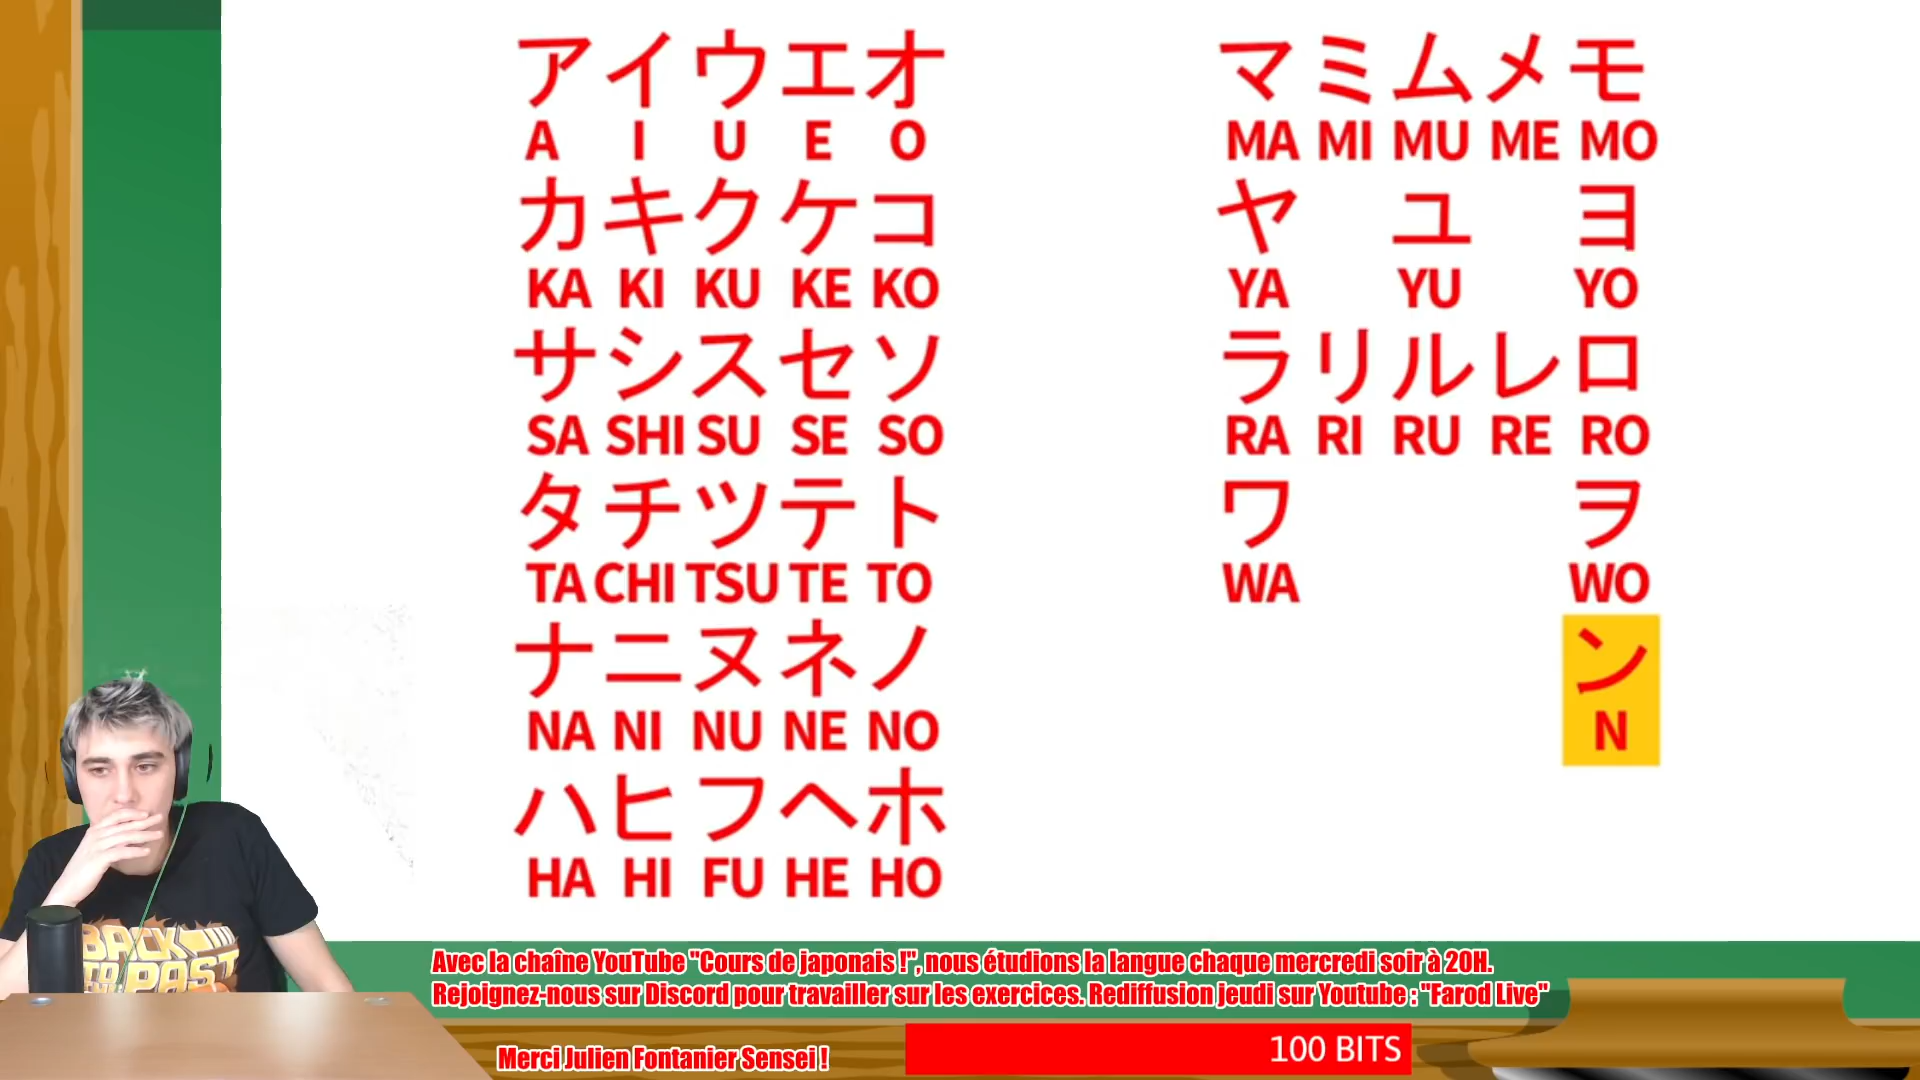 アイウエオ
A I U E O
カキクケコ
KA KI KU KE KO
サシスセソ
SA SHI SU SE SO
タチツテト
TA CHI TSU TE TO
ナニヌネノ
NA NI NU NE NO
ハヒフヘホ
HA HI FU HE HO
マミムメモ
MA MI MU ME MO
ヤ ユ ヨ
YA YU YO
ラリルレロ
RA RI RU RE RO
ワ ヲ
WA WO
ン
N
BACK
TO PAST
Avec la chaîne YouTube "Cours de japonais !", nous étudions la langue chaque mercredi soir à 20H.
Rejoignez-nous sur Discord pour travailler sur les exercices. Rediffusion jeudi sur Youtube : "Farod Live"
Merci Julien Fontanier Sensei !
100 BITS